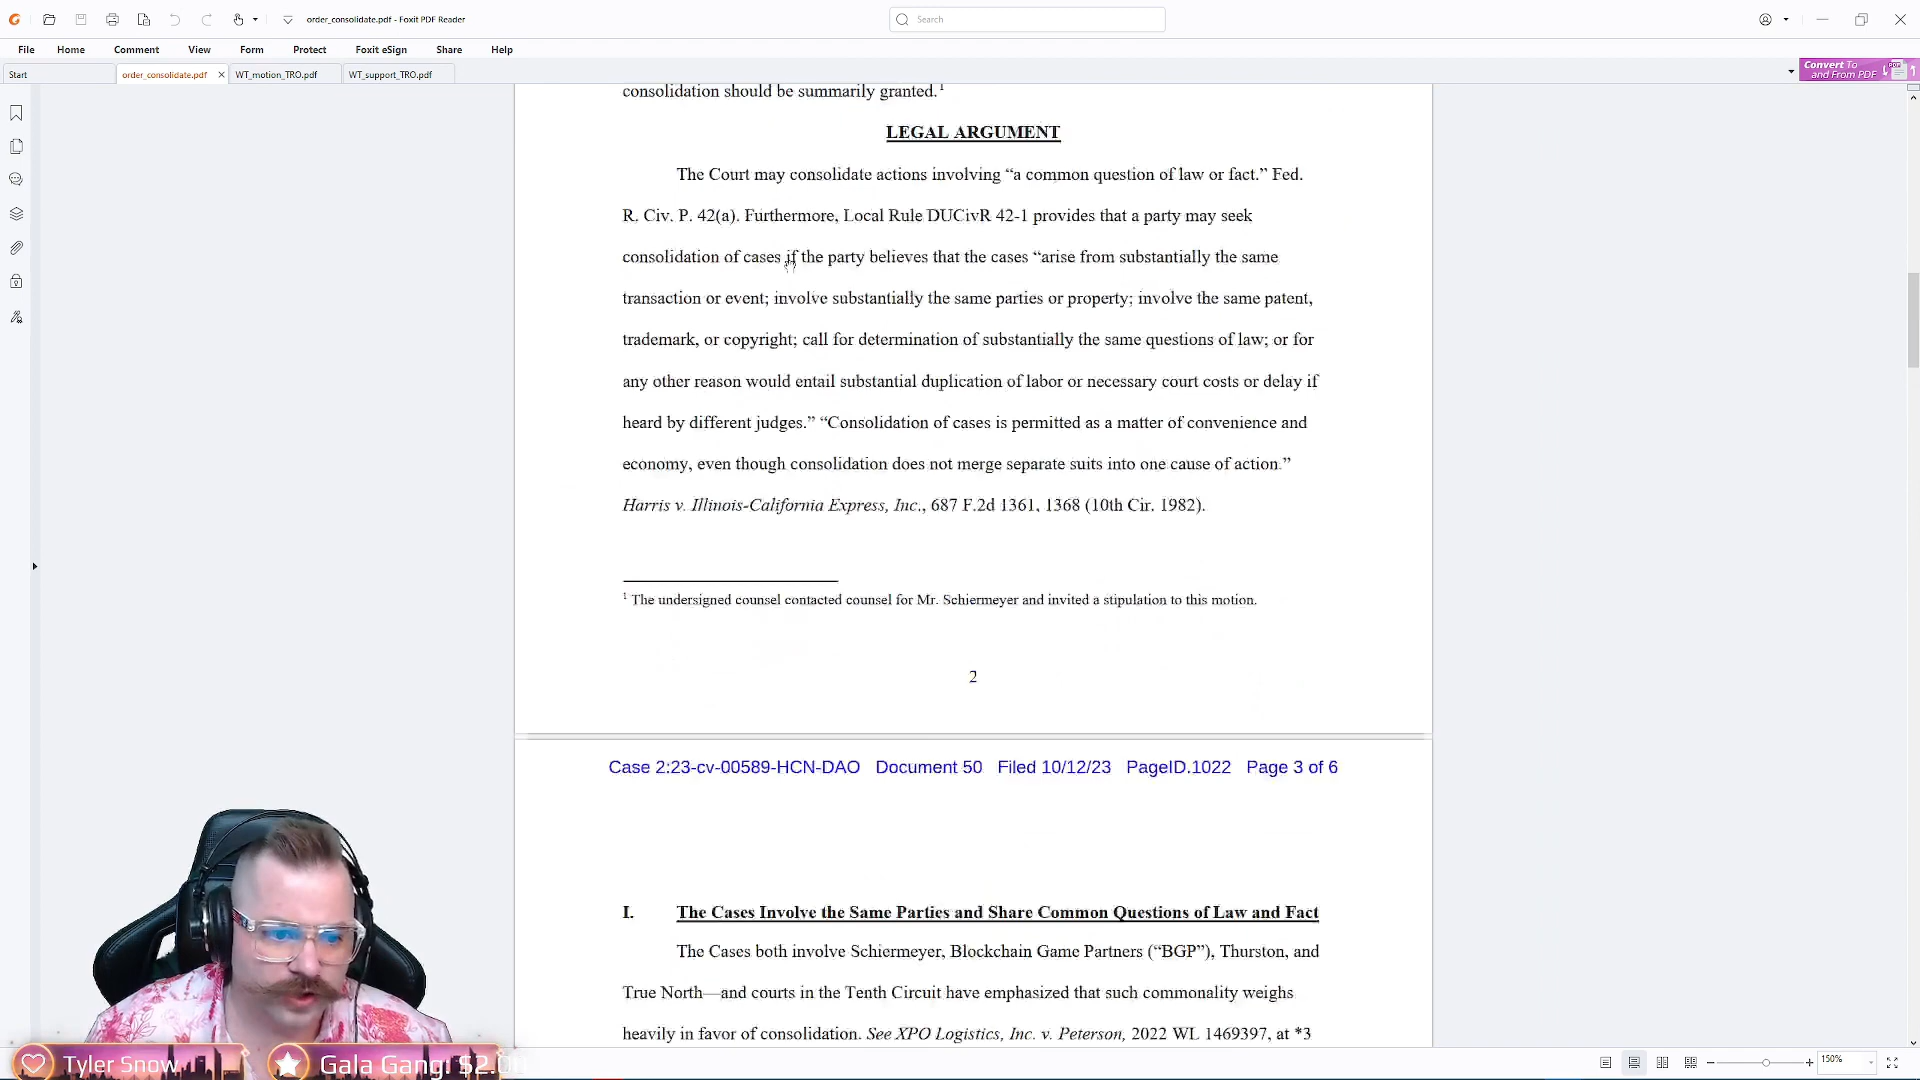 order_consolidate.pdf - Foxit PDF Reader
Search
File Home Comment View Form Protect Foxit eSign Share Help
Start order_consolidate.pdf WT_motion_TRO.pdf WT_support_TRO.pdf
Convert To
and From PDF
consolidation should be summarily granted.1
LEGAL ARGUMENT
The Court may consolidate actions involving “a common question of law or fact.” Fed.
R. Civ. P. 42(a). Furthermore, Local Rule DUCivR 42-1 provides that a party may seek
consolidation of cases if the party believes that the cases “arise from substantially the same
transaction or event; involve substantially the same parties or property; involve the same patent,
trademark, or copyright; call for determination of substantially the same questions of law; or for
any other reason would entail substantial duplication of labor or necessary court costs or delay if
heard by different judges.” “Consolidation of cases is permitted as a matter of convenience and
economy, even though consolidation does not merge separate suits into one cause of action.”
Harris v. Illinois-California Express, Inc., 687 F.2d 1361, 1368 (10th Cir. 1982).
1 The undersigned counsel contacted counsel for Mr. Schiermeyer and invited a stipulation to this motion.
2
Case 2:23-cv-00589-HCN-DAO Document 50 Filed 10/12/23 PageID.1022 Page 3 of 6
I. The Cases Involve the Same Parties and Share Common Questions of Law and Fact
The Cases both involve Schiermeyer, Blockchain Game Partners (“BGP”), Thurston, and
True North—and courts in the Tenth Circuit have emphasized that such commonality weighs
heavily in favor of consolidation. See XPO Logistics, Inc. v. Peterson, 2022 WL 1469397, at *3
Tyler Snow Gala Gang:
150%